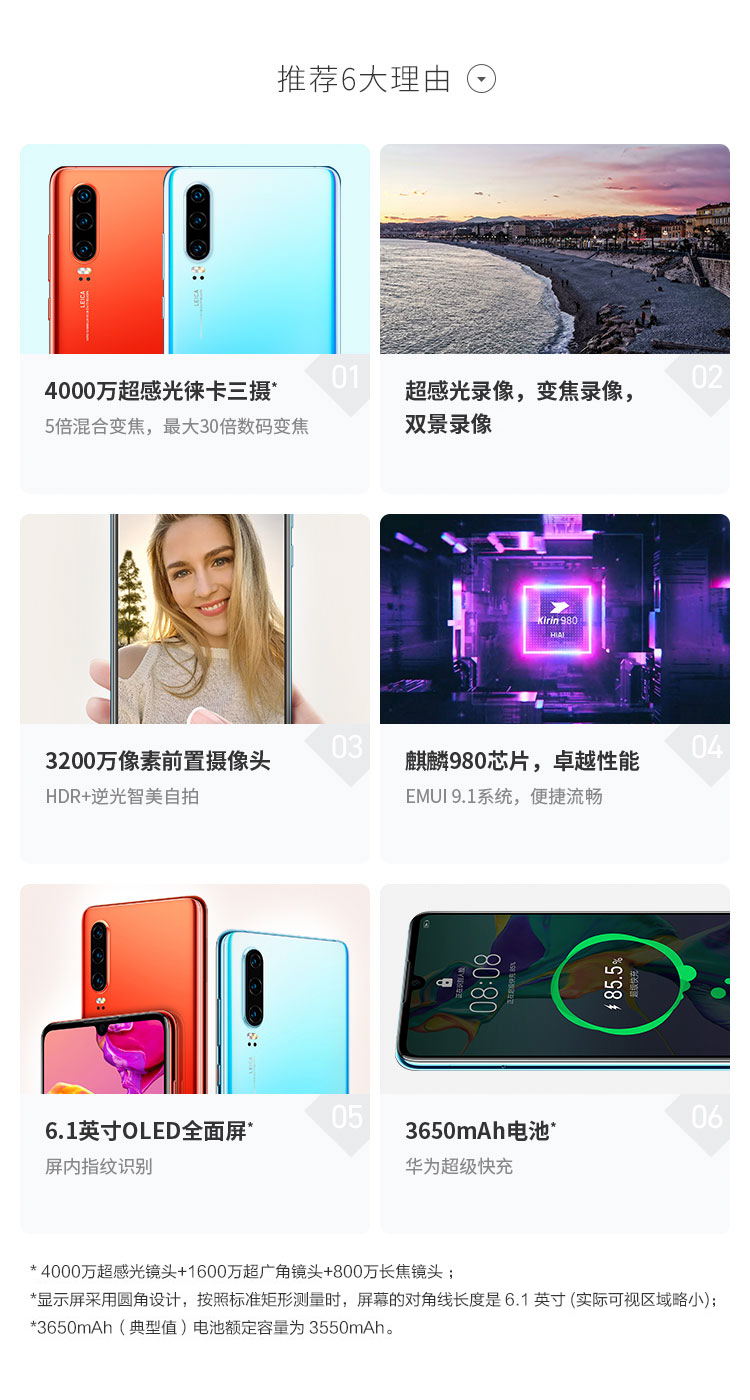 推荐6大理由
LEICA
LEICA
01
4000万超感光徕卡三摄*
5倍混合变焦，最大30倍数码变焦
02
超感光录像，变焦录像，
双景录像
03
3200万像素前置摄像头
HDR+逆光智美自拍
Kirin 980
HiAI
04
麒麟980芯片，卓越性能
EMUI 9.1系统，便捷流畅
LEICA
05
6.1英寸OLED全面屏*
屏内指纹识别
08:08
85.5%
超级快充
06
3650mAh电池*
华为超级快充
* 4000万超感光镜头+1600万超广角镜头+800万长焦镜头；
*显示屏采用圆角设计，按照标准矩形测量时，屏幕的对角线长度是 6.1 英寸 (实际可视区域略小)；
*3650mAh（典型值）电池额定容量为 3550mAh。